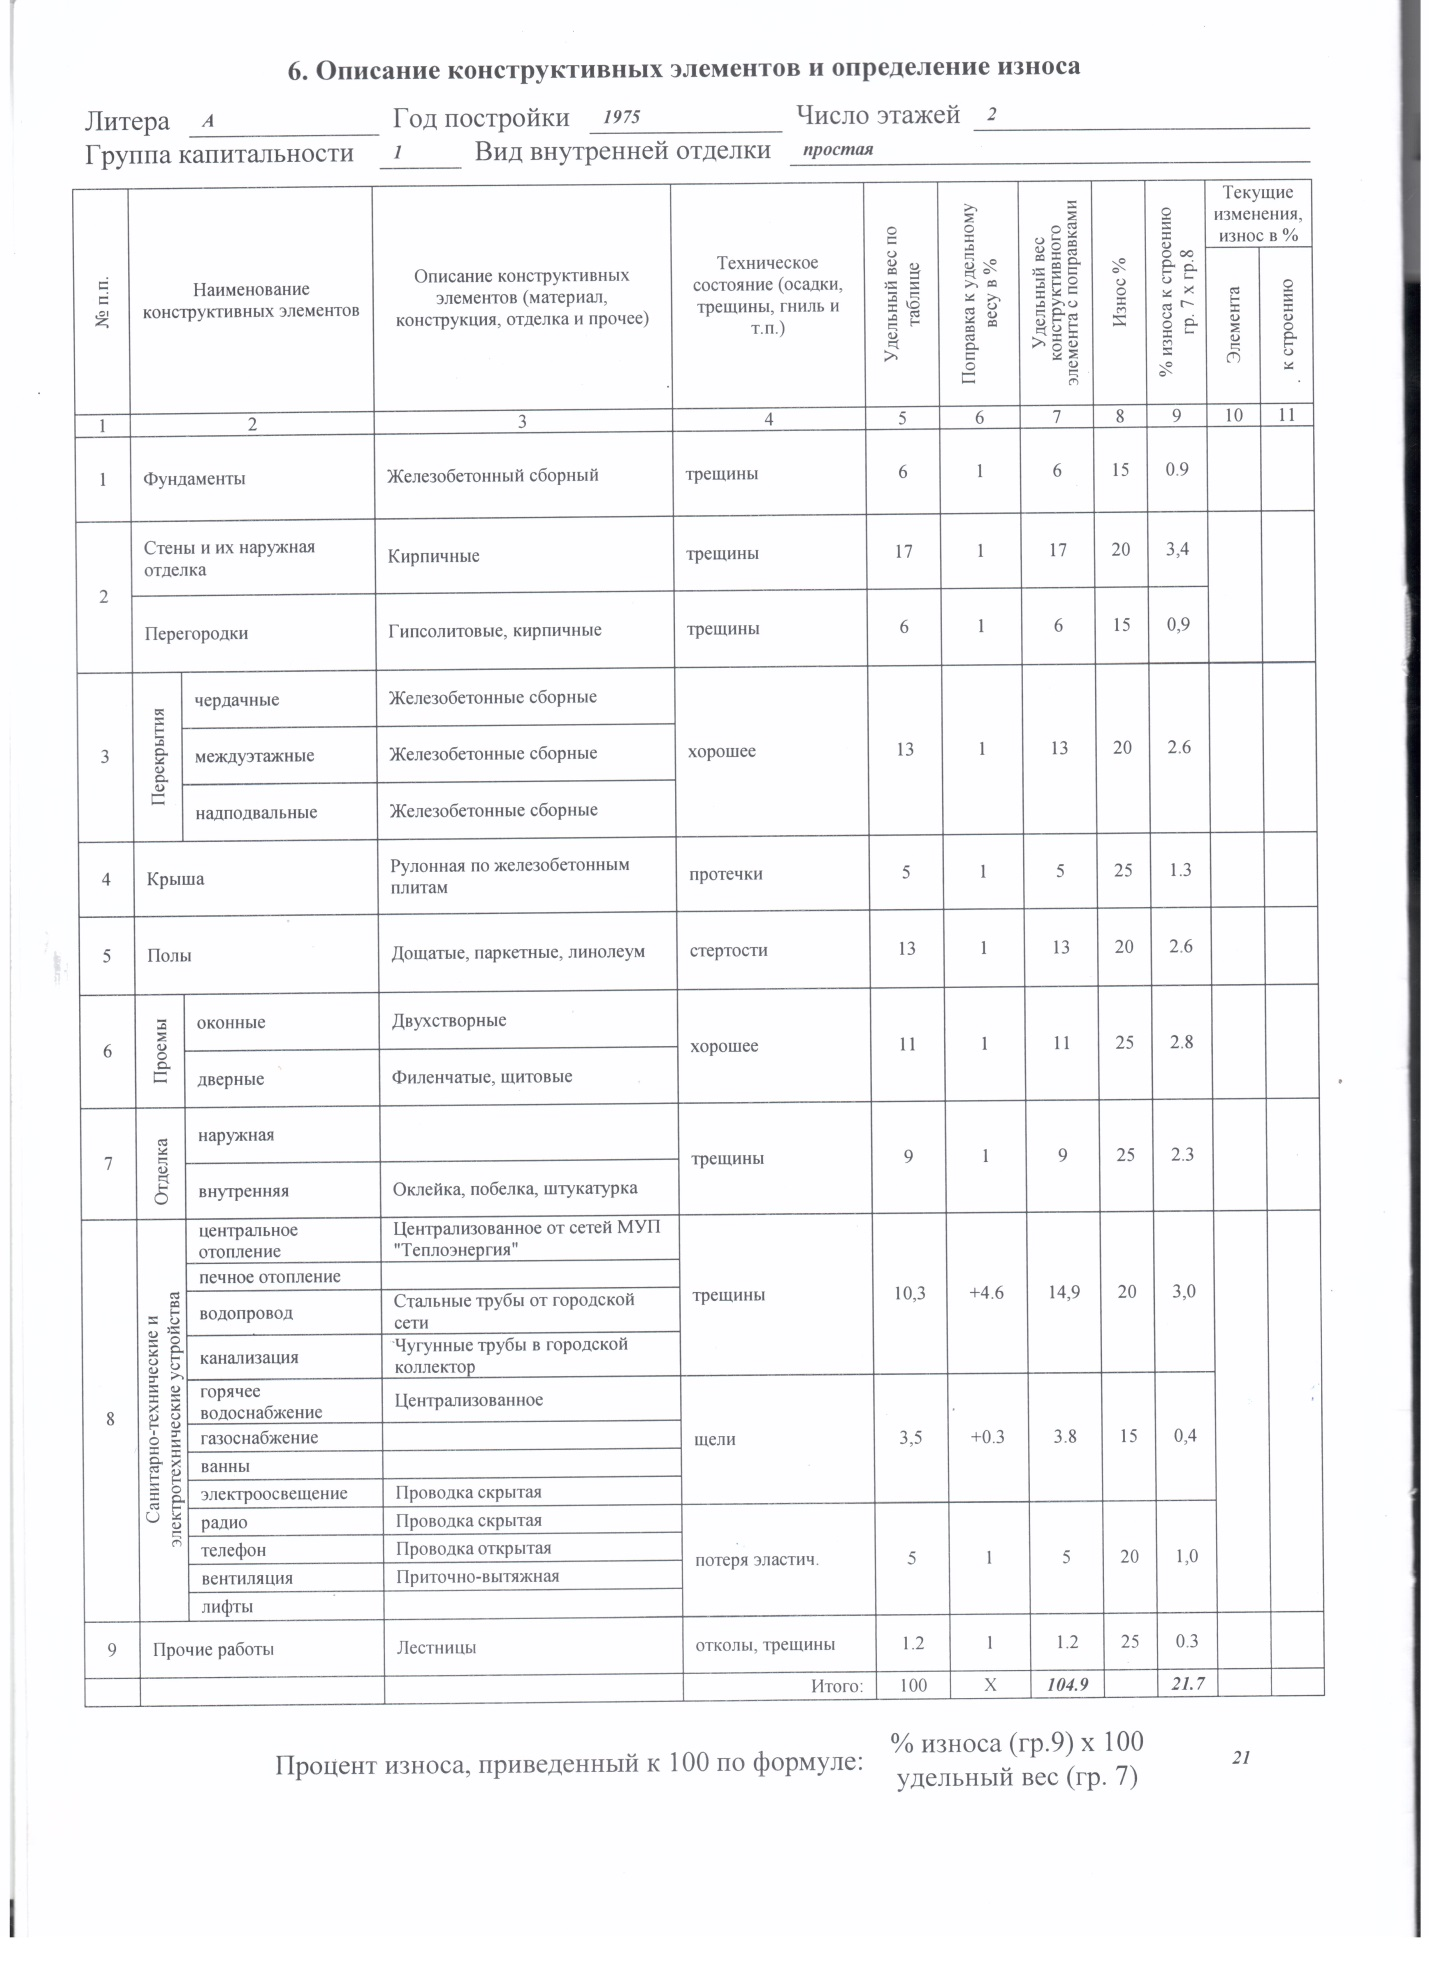 6. Описание конструктивных элементов и определение износа
Литера А Год постройки 1975 Число этажей 2
Группа капитальности 1 Вид внутренней отделки простая
№ п.п.
Наименование
конструктивных элементов
Описание конструктивных
элементов (материал,
конструкция, отделка и прочее)
Техническое
состояние (осадки,
трещины, гниль и
т.п.)
Удельный вес по
таблице
Поправка к удельному
весу в %
Удельный вес
конструктивного
элемента с поправками
Износ %
% износа к строению
гр. 7 х гр.8
Текущие
изменения,
износ в %
Элемента
к строению
1 2 3 4 5 6 7 8 9 10 11
1 Фундаменты Железобетонный сборный трещины 6 1 6 15 0.9
2
Стены и их наружная
отделка
Кирпичные трещины 17 1 17 20 3,4
Перегородки Гипсолитовые, кирпичные трещины 6 1 6 15 0,9
3 Перекрытия
чердачные Железобетонные сборные
междуэтажные Железобетонные сборные
надподвальные Железобетонные сборные
хорошее 13 1 13 20 2.6
4 Крыша
Рулонная по железобетонным
плитам
протечки 5 1 5 25 1.3
5 Полы Дощатые, паркетные, линолеум стертости 13 1 13 20 2.6
6 Проемы
оконные Двухстворные
дверные Филенчатые, щитовые
хорошее 11 1 11 25 2.8
7 Отделка
наружная
внутренняя Оклейка, побелка, штукатурка
трещины 9 1 9 25 2.3
8
Санитарно-технические и
электротехнические устройства
центральное
отопление
Централизованное от сетей МУП
"Теплоэнергия"
печное отопление
водопровод
Стальные трубы от городской
сети
канализация
Чугунные трубы в городской
коллектор
трещины 10,3 +4.6 14,9 20 3,0
горячее
водоснабжение
Централизованное
газоснабжение
ванны
электроосвещение Проводка скрытая
щели 3,5 +0.3 3.8 15 0,4
радио Проводка скрытая
телефон Проводка открытая
вентиляция Приточно-вытяжная
лифты
потеря эластич. 5 1 5 20 1,0
9 Прочие работы Лестницы отколы, трещины 1.2 1 1.2 25 0.3
Итого: 100 Х 104.9 21.7
Процент износа, приведенный к 100 по формуле:
% износа (гр.9) х 100
удельный вес (гр. 7)
21